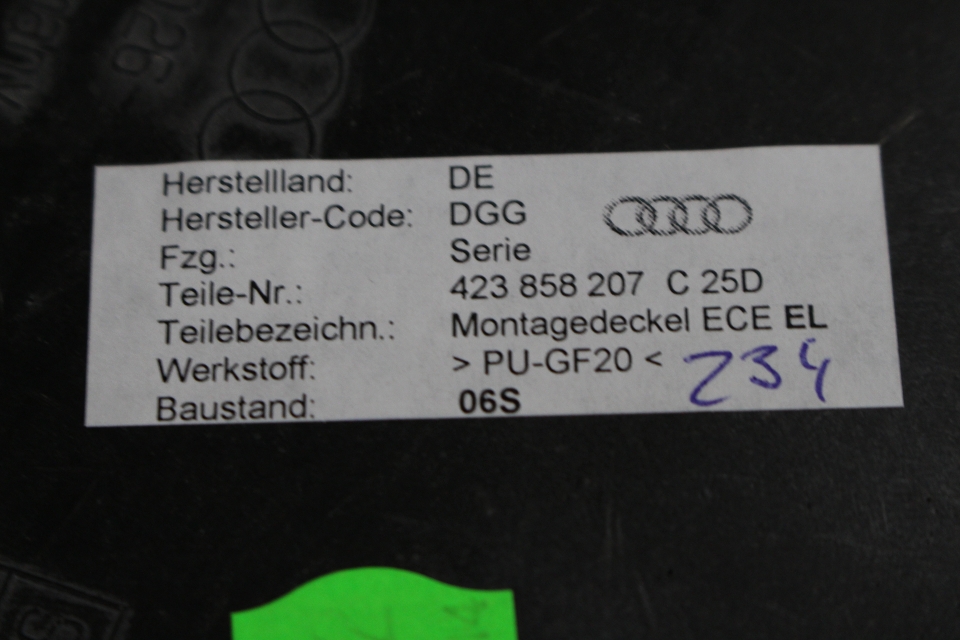 Herstellland: DE
Hersteller-Code: DGG
Fzg.: Serie
Teile-Nr.: 423 858 207 C 25D
Teilebezeichn.: Montagedeckel ECE EL
Werkstoff: > PU-GF20 < 234
Baustand: 06S